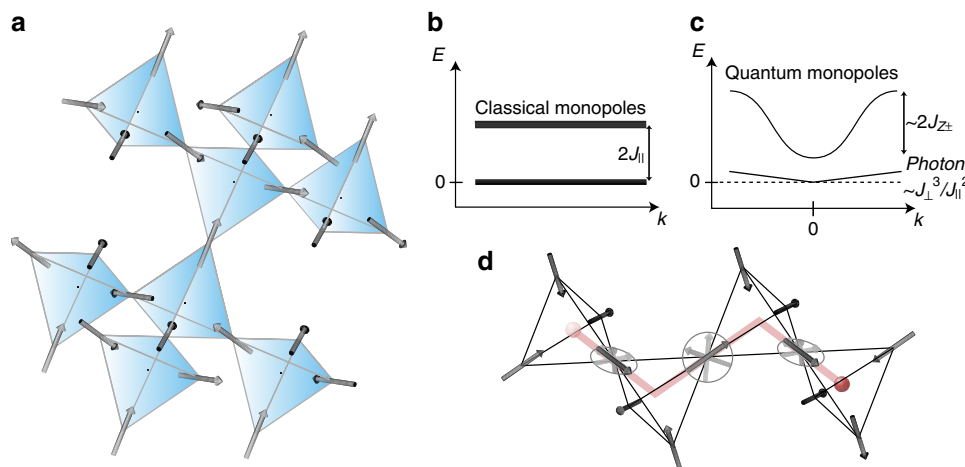 a
b
E
Classical monopoles
2J||
0
k
c
E
Quantum monopoles
~2JZ±
Photon
0
~J⊥3/J||2
k
0
d